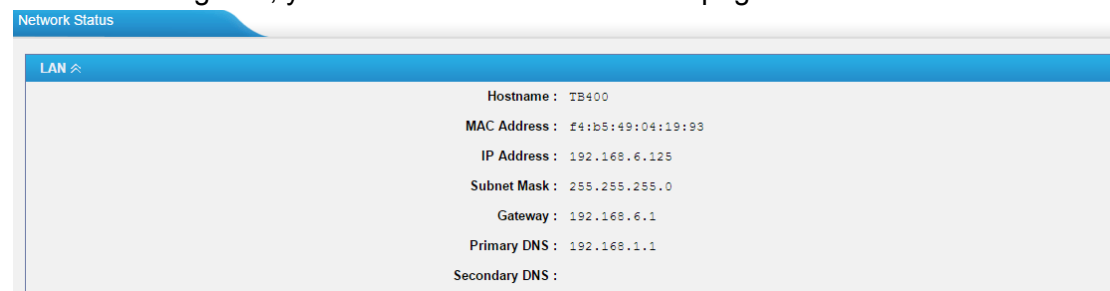 Network Status
LAN
Hostname : TB400
MAC Address : f4:b5:49:04:19:93
IP Address : 192.168.6.125
Subnet Mask : 255.255.255.0
Gateway : 192.168.6.1
Primary DNS : 192.168.1.1
Secondary DNS :